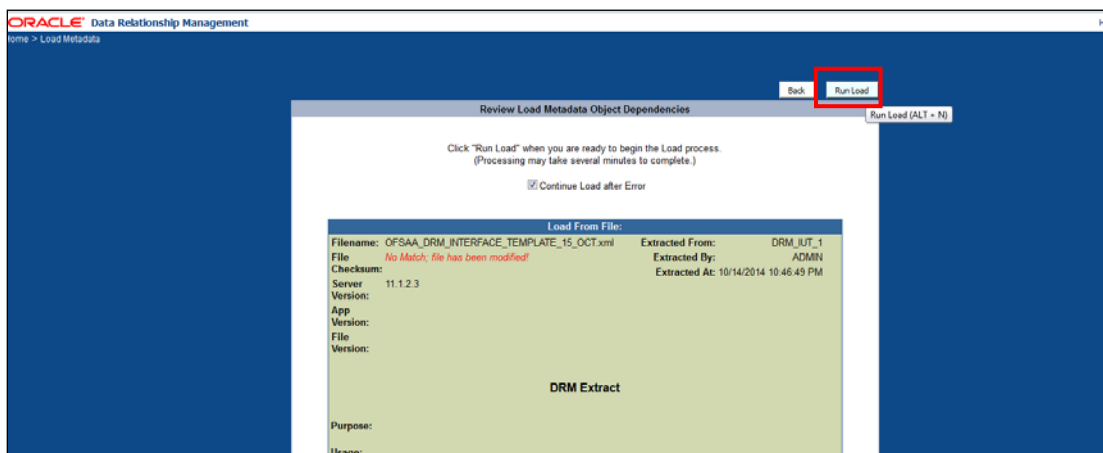 ORACLE® Data Relationship Management
Home > Load Metadata
Back Run Load
Run Load (ALT + N)
Review Load Metadata Object Dependencies
Click "Run Load" when you are ready to begin the Load process.
(Processing may take several minutes to complete.)
Continue Load after Error
Load From File:
Filename: OFSAA_DRM_INTERFACE_TEMPLATE_15_OCT.xml Extracted From: DRM_IUT_1
File Checksum: No Match; file has been modified! Extracted By: ADMIN
Extracted At: 10/14/2014 10:46:49 PM
Server Version: 11.1.2.3
App Version:
File Version:
DRM Extract
Purpose:
Usage: